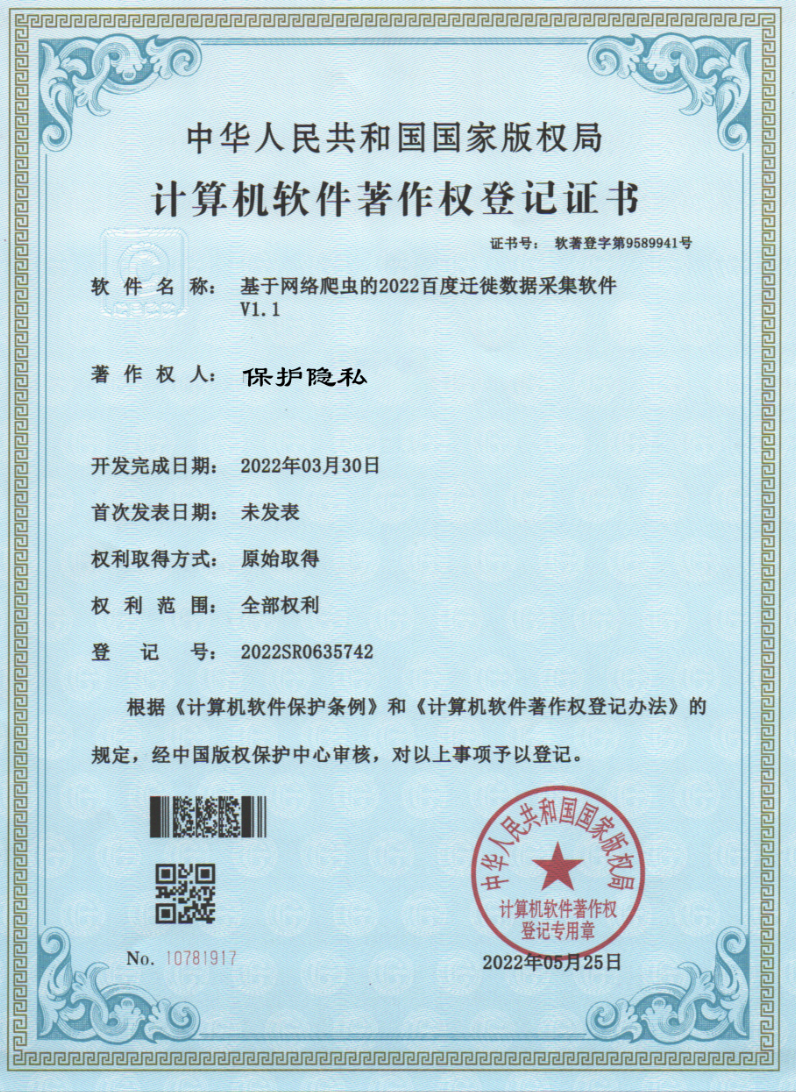 中华人民共和国国家版权局
计算机软件著作权登记证书
证书号： 软著登字第9589941号
软件名称： 基于网络爬虫的2022百度迁徙数据采集软件
V1.1
著作权人： 保护隐私
开发完成日期： 2022年03月30日
首次发表日期： 未发表
权利取得方式： 原始取得
权利范围： 全部权利
登记号： 2022SR0635742
根据《计算机软件保护条例》和《计算机软件著作权登记办法》的
规定，经中国版权保护中心审核，对以上事项予以登记。
中华人民共和国国家版权局
计算机软件著作权
登记专用章
No. 10781917
2022年05月25日